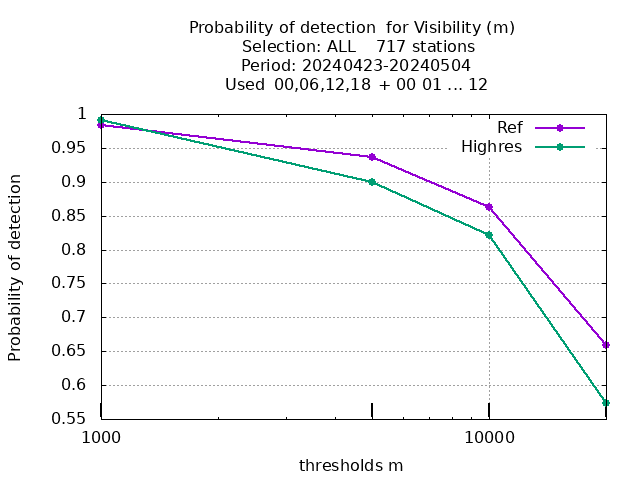 Probability of detection  for Visibility (m)
Selection: ALL    717 stations
Period: 20240423-20240504
Used  00,06,12,18 + 00 01 ... 12
Ref
Highres
1
0.95
0.9
0.85
0.8
0.75
0.7
0.65
0.6
0.55
Probability of detection
1000
10000
thresholds m